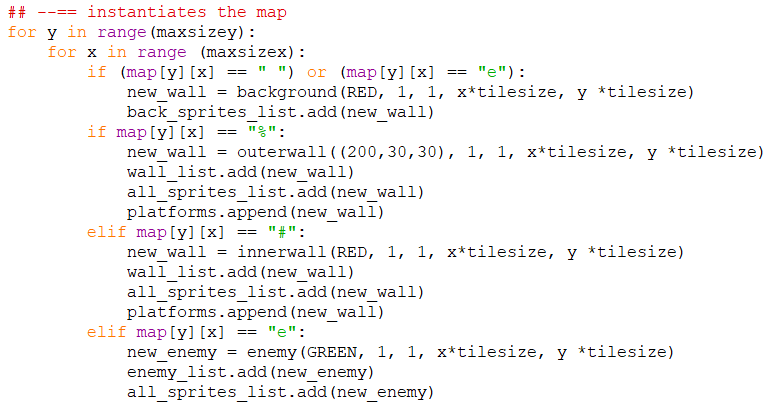 ## --== instantiates the map
for y in range(maxsizey):
    for x in range (maxsizex):
        if (map[y][x] == " ") or (map[y][x] == "e"):
            new_wall = background(RED, 1, 1, x*tilesize, y *tilesize)
            back_sprites_list.add(new_wall)
        if map[y][x] == "%":
            new_wall = outerwall((200,30,30), 1, 1, x*tilesize, y *tilesize)
            wall_list.add(new_wall)
            all_sprites_list.add(new_wall)
            platforms.append(new_wall)
        elif map[y][x] == "#":
            new_wall = innerwall(RED, 1, 1, x*tilesize, y *tilesize)
            wall_list.add(new_wall)
            all_sprites_list.add(new_wall)
            platforms.append(new_wall)
        elif map[y][x] == "e":
            new_enemy = enemy(GREEN, 1, 1, x*tilesize, y *tilesize)
            enemy_list.add(new_enemy)
            all_sprites_list.add(new_enemy)